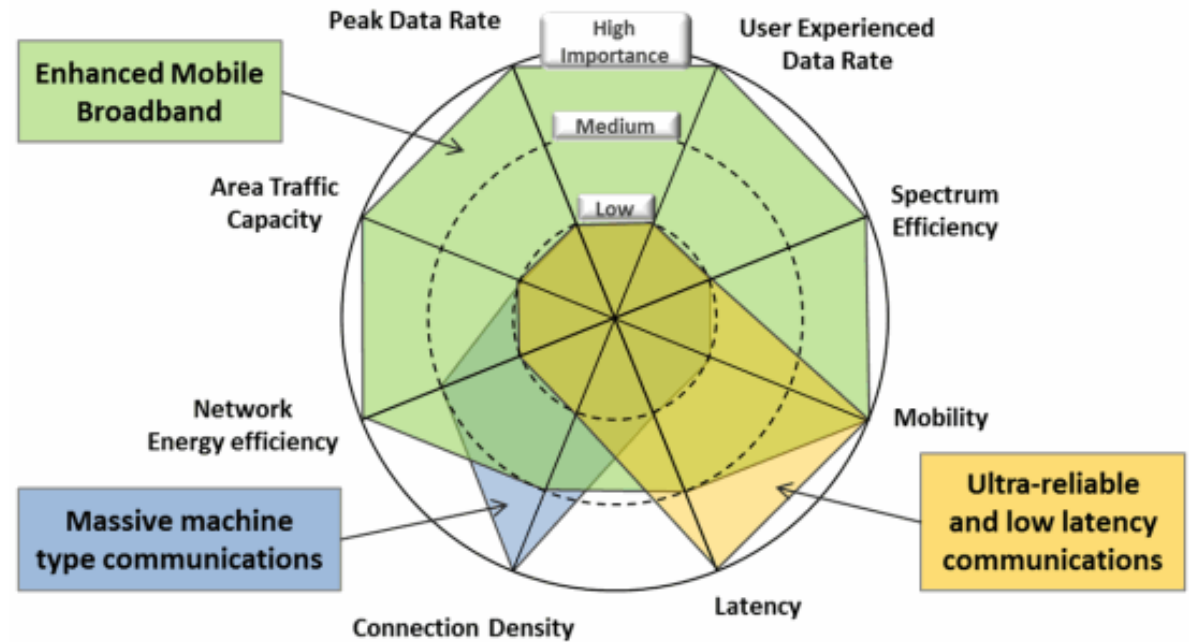 Peak Data Rate
High
Importance
User Experienced
Data Rate
Enhanced Mobile
Broadband
Medium
Area Traffic
Capacity
Low
Spectrum
Efficiency
Network
Energy efficiency
Mobility
Massive machine
type communications
Ultra-reliable
and low latency
communications
Latency
Connection Density